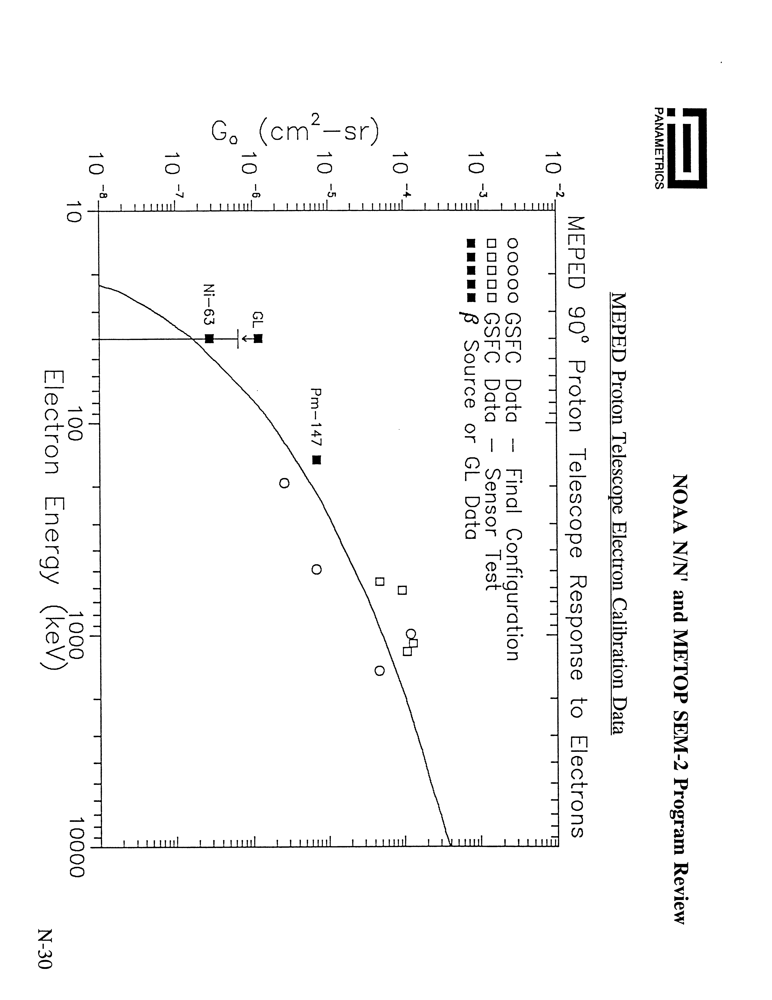 PANAMETRICS
NOAA N/N' and METOP SEM-2 Program Review
MEPED Proton Telescope Electron Calibration Data
MEPED 90° Proton Telescope Response to Electrons
GSFC Data -- Final Configuration
GSFC Data — Sensor Test
β Source or GL Data
G₀ (cm²-sr)
10⁻²
10⁻³
10⁻⁴
10⁻⁵
10⁻⁶
10⁻⁷
10⁻⁸
GL
Ni-63
Pm-147
10
100
1000
10000
Electron Energy (keV)
N-30